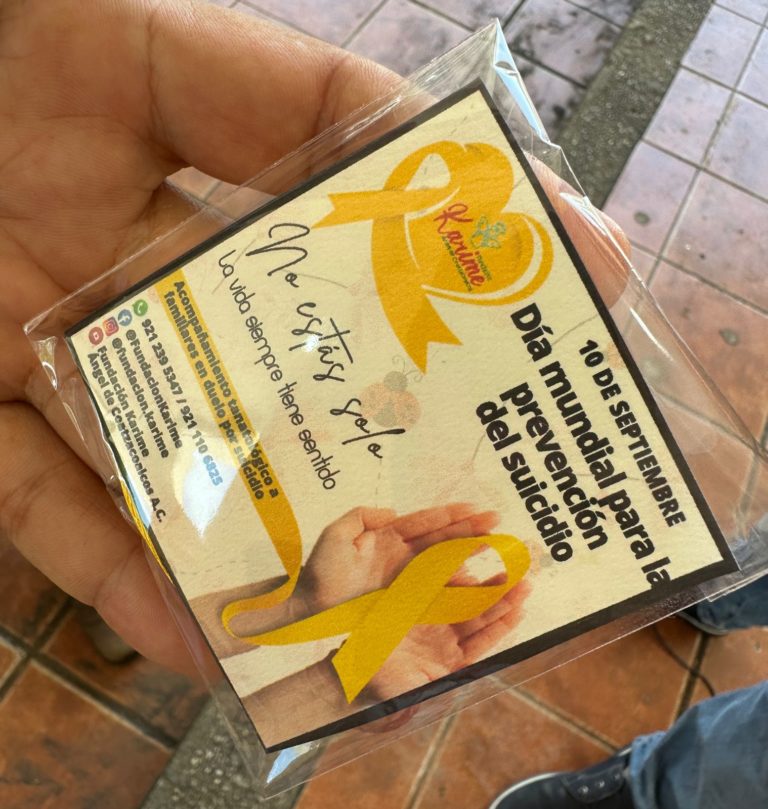 Karime
10 DE SEPTIEMBRE
Día mundial para la
prevención
del suicidio
No estás solo
La vida siempre tiene sentido
Acompañamiento tanatológico a
familiares en duelo por suicidio
921 239 5347 / 921 110 6825
@FundacionKarime
@fundacion.Karime
Fundación Karime
Ángel de Coatzacoalcos A.C.